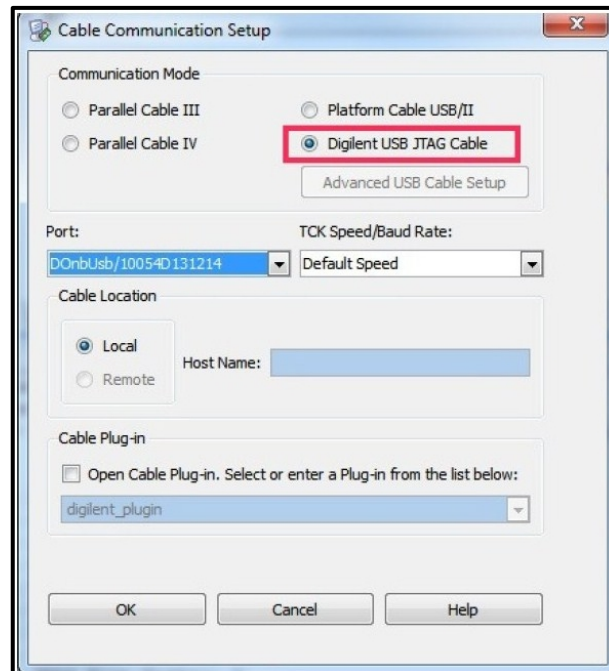 Cable Communication Setup
Communication Mode
Parallel Cable III
Platform Cable USB/II
Parallel Cable IV
Digilent USB JTAG Cable
Advanced USB Cable Setup
Port:
TCK Speed/Baud Rate:
DOnbUsb/10054D131214
Default Speed
Cable Location
Local
Host Name:
Remote
Cable Plug-in
Open Cable Plug-in. Select or enter a Plug-in from the list below:
digilent_plugin
OK
Cancel
Help